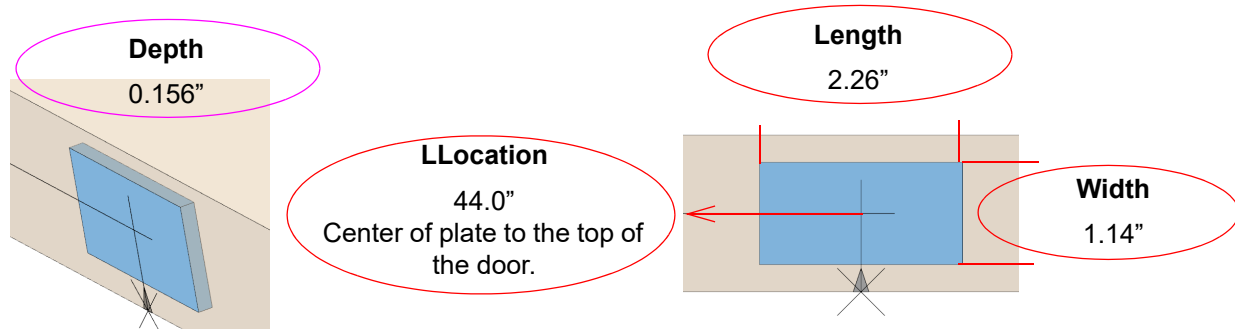 Depth
0.156”
Length
2.26”
LLocation
44.0”
Center of plate to the top of
the door.
Width
1.14”